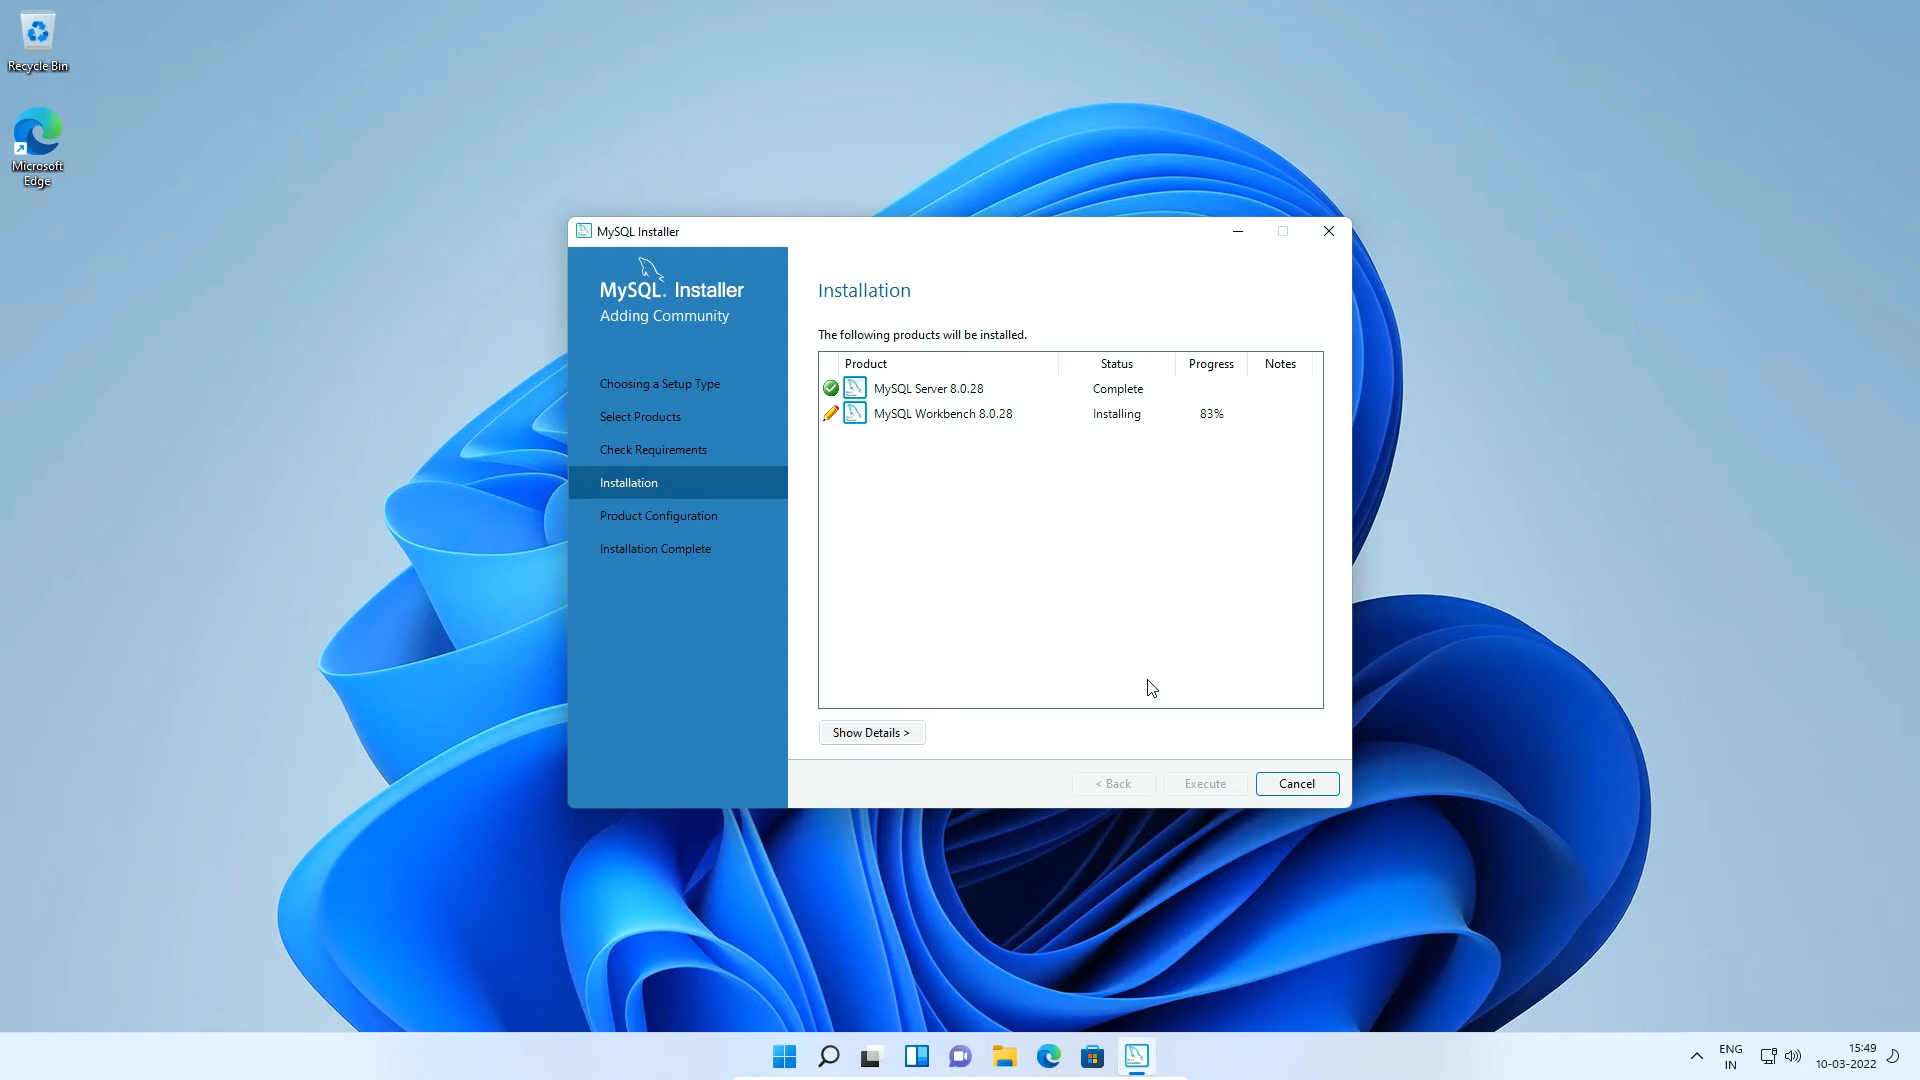 Recycle Bin
Microsoft
Edge
MySQL Installer
MySQL. Installer
Adding Community
Choosing a Setup Type
Select Products
Check Requirements
Installation
Product Configuration
Installation Complete
Installation
The following products will be installed.
Product Status Progress Notes
MySQL Server 8.0.28 Complete
MySQL Workbench 8.0.28 Installing 83%
Show Details >
< Back Execute Cancel
ENG
IN
15:49
10-03-2022